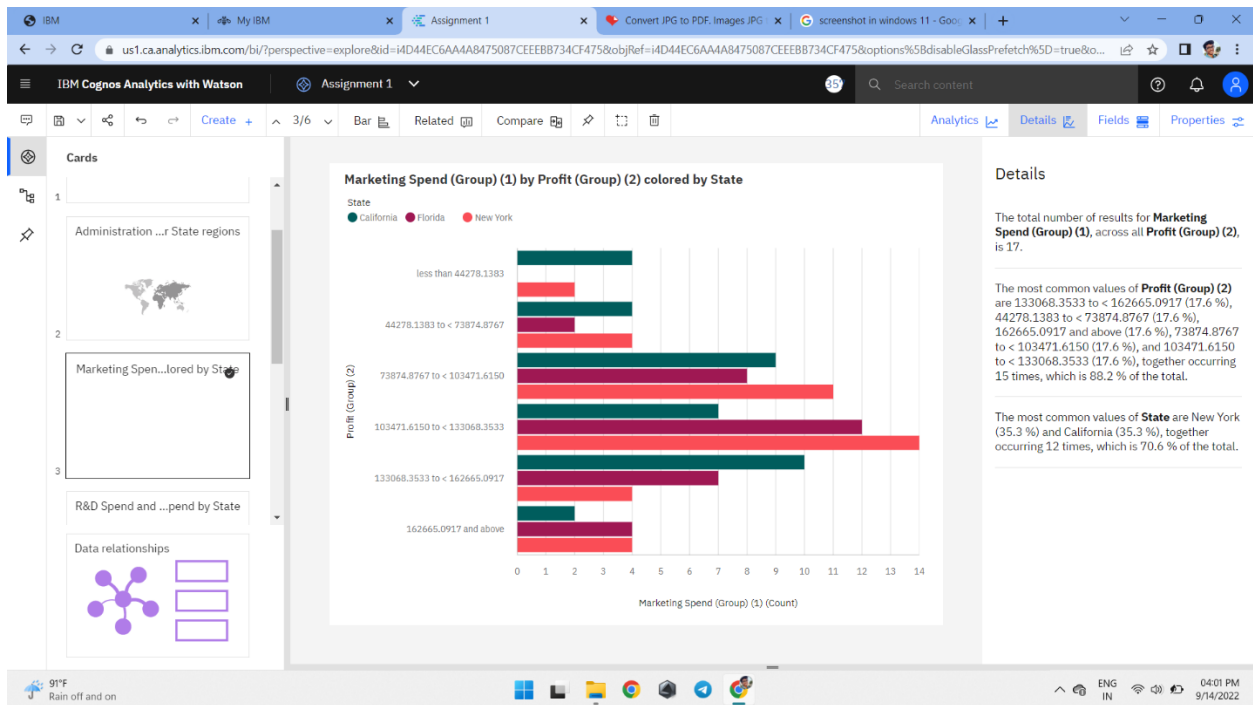 IBM
My IBM
Assignment 1
Convert JPG to PDF. Images JPG
screenshot in windows 11 - Goo
us1.ca.analytics.ibm.com/bi/?perspective=explore&id=i4D44EC6AA4A8475087CEEEBB734CF475&objRef=i4D44EC6AA4A8475087CEEEBB734CF475&options%5BdisableGlassPrefetch%5D=true&o...
IBM Cognos Analytics with Watson
Assignment 1
35
Search content
Create +
3/6
Bar
Related
Compare
Analytics
Details
Fields
Properties
Cards
1
Administration ...r State regions
2
Marketing Spen...lored by State
3
R&D Spend and ...pend by State
Data relationships
Marketing Spend (Group) (1) by Profit (Group) (2) colored by State
State
California Florida New York
Profit (Group) (2)
less than 44278.1383
44278.1383 to < 73874.8767
73874.8767 to < 103471.6150
103471.6150 to < 133068.3533
133068.3533 to < 162665.0917
162665.0917 and above
0 1 2 3 4 5 6 7 8 9 10 11 12 13 14
Marketing Spend (Group) (1) (Count)
Details
The total number of results for Marketing
Spend (Group) (1), across all Profit (Group) (2),
is 17.
The most common values of Profit (Group) (2)
are 133068.3533 to < 162665.0917 (17.6 %),
44278.1383 to < 73874.8767 (17.6 %),
162665.0917 and above (17.6 %), 73874.8767
to < 103471.6150 (17.6 %), and 103471.6150
to < 133068.3533 (17.6 %), together occurring
15 times, which is 88.2 % of the total.
The most common values of State are New York
(35.3 %) and California (35.3 %), together
occurring 12 times, which is 70.6 % of the total.
91°F
Rain off and on
ENG
IN
04:01 PM
9/14/2022